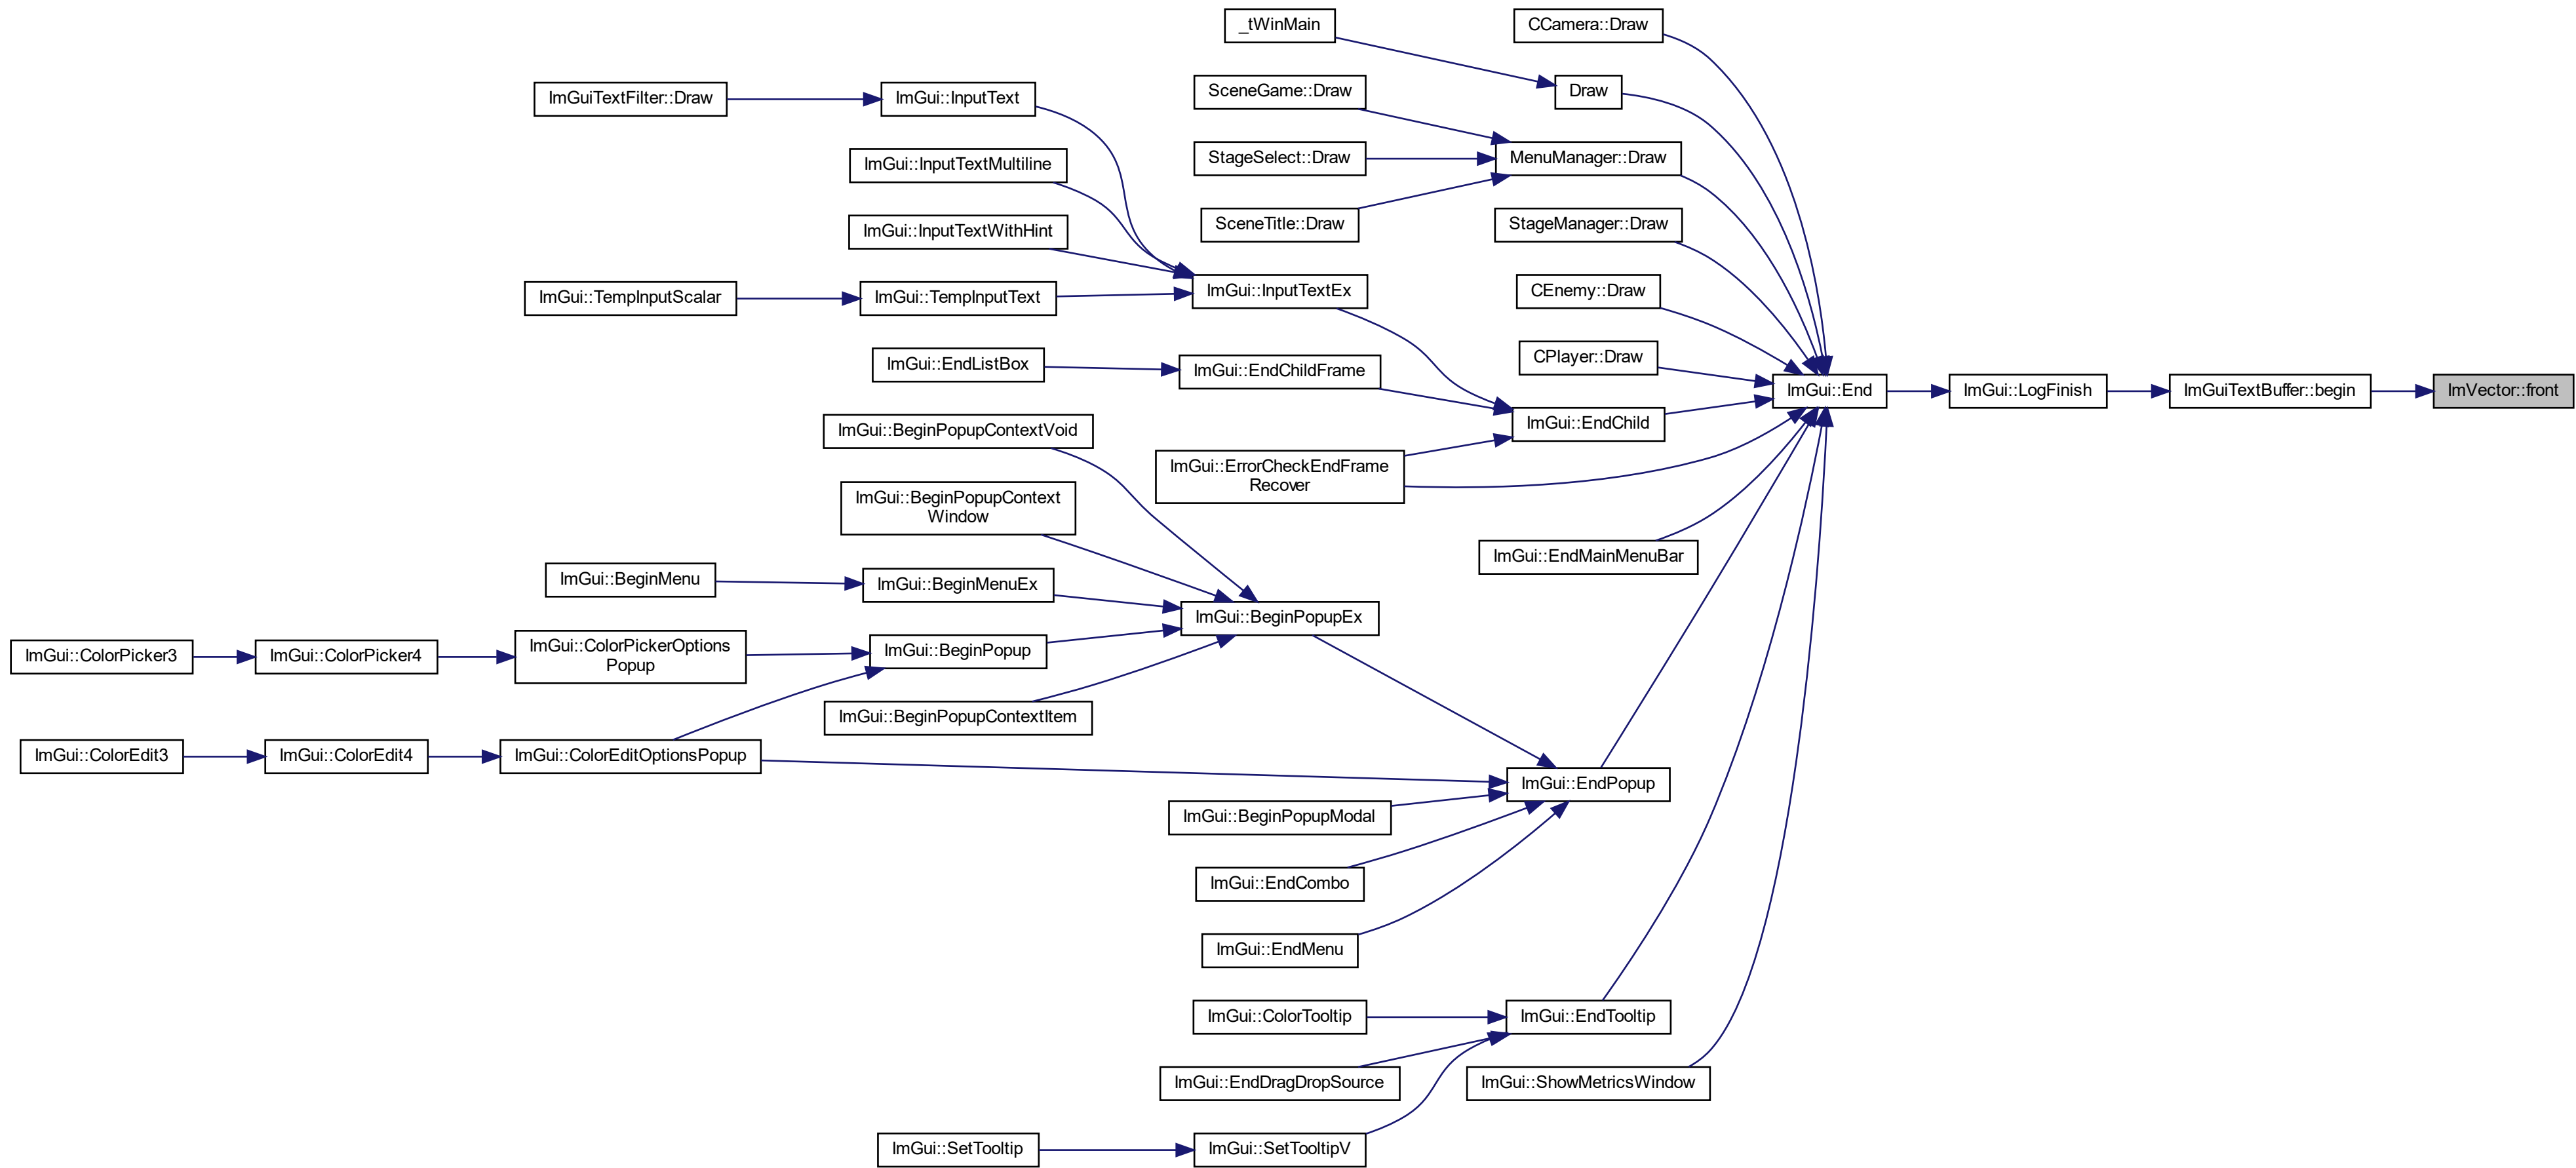 _tWinMain
CCamera::Draw
ImGuiTextFilter::Draw
ImGui::InputText
SceneGame::Draw
Draw
ImGui::InputTextMultiline
StageSelect::Draw
MenuManager::Draw
ImGui::InputTextWithHint
SceneTitle::Draw
StageManager::Draw
ImGui::TempInputScalar
ImGui::TempInputText
ImGui::InputTextEx
CEnemy::Draw
ImGui::EndListBox
ImGui::EndChildFrame
CPlayer::Draw
ImGui::End
ImGui::LogFinish
ImGuiTextBuffer::begin
ImVector::front
ImGui::BeginPopupContextVoid
ImGui::EndChild
ImGui::ErrorCheckEndFrame
Recover
ImGui::BeginPopupContext
Window
ImGui::EndMainMenuBar
ImGui::BeginMenu
ImGui::BeginMenuEx
ImGui::BeginPopupEx
ImGui::ColorPicker3
ImGui::ColorPicker4
ImGui::ColorPickerOptions
Popup
ImGui::BeginPopup
ImGui::BeginPopupContextItem
ImGui::ColorEdit3
ImGui::ColorEdit4
ImGui::ColorEditOptionsPopup
ImGui::EndPopup
ImGui::BeginPopupModal
ImGui::EndCombo
ImGui::EndMenu
ImGui::ColorTooltip
ImGui::EndTooltip
ImGui::EndDragDropSource
ImGui::ShowMetricsWindow
ImGui::SetTooltip
ImGui::SetTooltipV